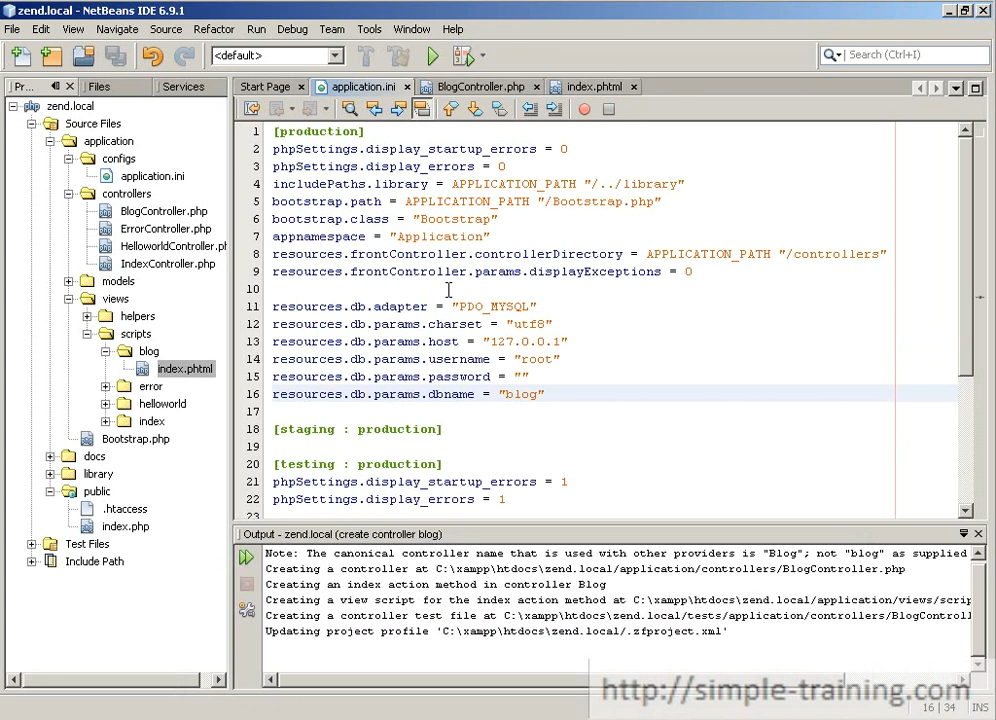 zend.local - NetBeans IDE 6.9.1
File Edit View Navigate Source Refactor Run Debug Team Tools Window Help
<default>
Search (Ctrl+I)
Pr... Files Services
Start Page application.ini BlogController.php index.phtml
zend.local
Source Files
application
configs
application.ini
controllers
BlogController.php
ErrorController.php
HelloworldController.ph
IndexController.php
models
views
helpers
scripts
blog
index.phtml
error
helloworld
index
Bootstrap.php
docs
library
public
.htaccess
index.php
Test Files
Include Path
1 [production]
2 phpSettings.display_startup_errors = 0
3 phpSettings.display_errors = 0
4 includePaths.library = APPLICATION_PATH "/../library"
5 bootstrap.path = APPLICATION_PATH "/Bootstrap.php"
6 bootstrap.class = "Bootstrap"
7 appnamespace = "Application"
8 resources.frontController.controllerDirectory = APPLICATION_PATH "/controllers"
9 resources.frontController.params.displayExceptions = 0
10
11 resources.db.adapter = "PDO_MYSQL"
12 resources.db.params.charset = "utf8"
13 resources.db.params.host = "127.0.0.1"
14 resources.db.params.username = "root"
15 resources.db.params.password = ""
16 resources.db.params.dbname = "blog"
17
18 [staging : production]
19
20 [testing : production]
21 phpSettings.display_startup_errors = 1
22 phpSettings.display_errors = 1
23
Output - zend.local (create controller blog)
Note: The canonical controller name that is used with other providers is "Blog"; not "blog" as supplied
Creating a controller at C:\xampp\htdocs\zend.local/application/controllers/BlogController.php
Creating an index action method in controller Blog
Creating a view script for the index action method at C:\xampp\htdocs\zend.local/application/views/scrip
Creating a controller test file at C:\xampp\htdocs\zend.local/tests/application/controllers/BlogControll
Updating project profile 'C:\xampp\htdocs\zend.local/.zfproject.xml'
http://simple-training.com
16 | 34 INS